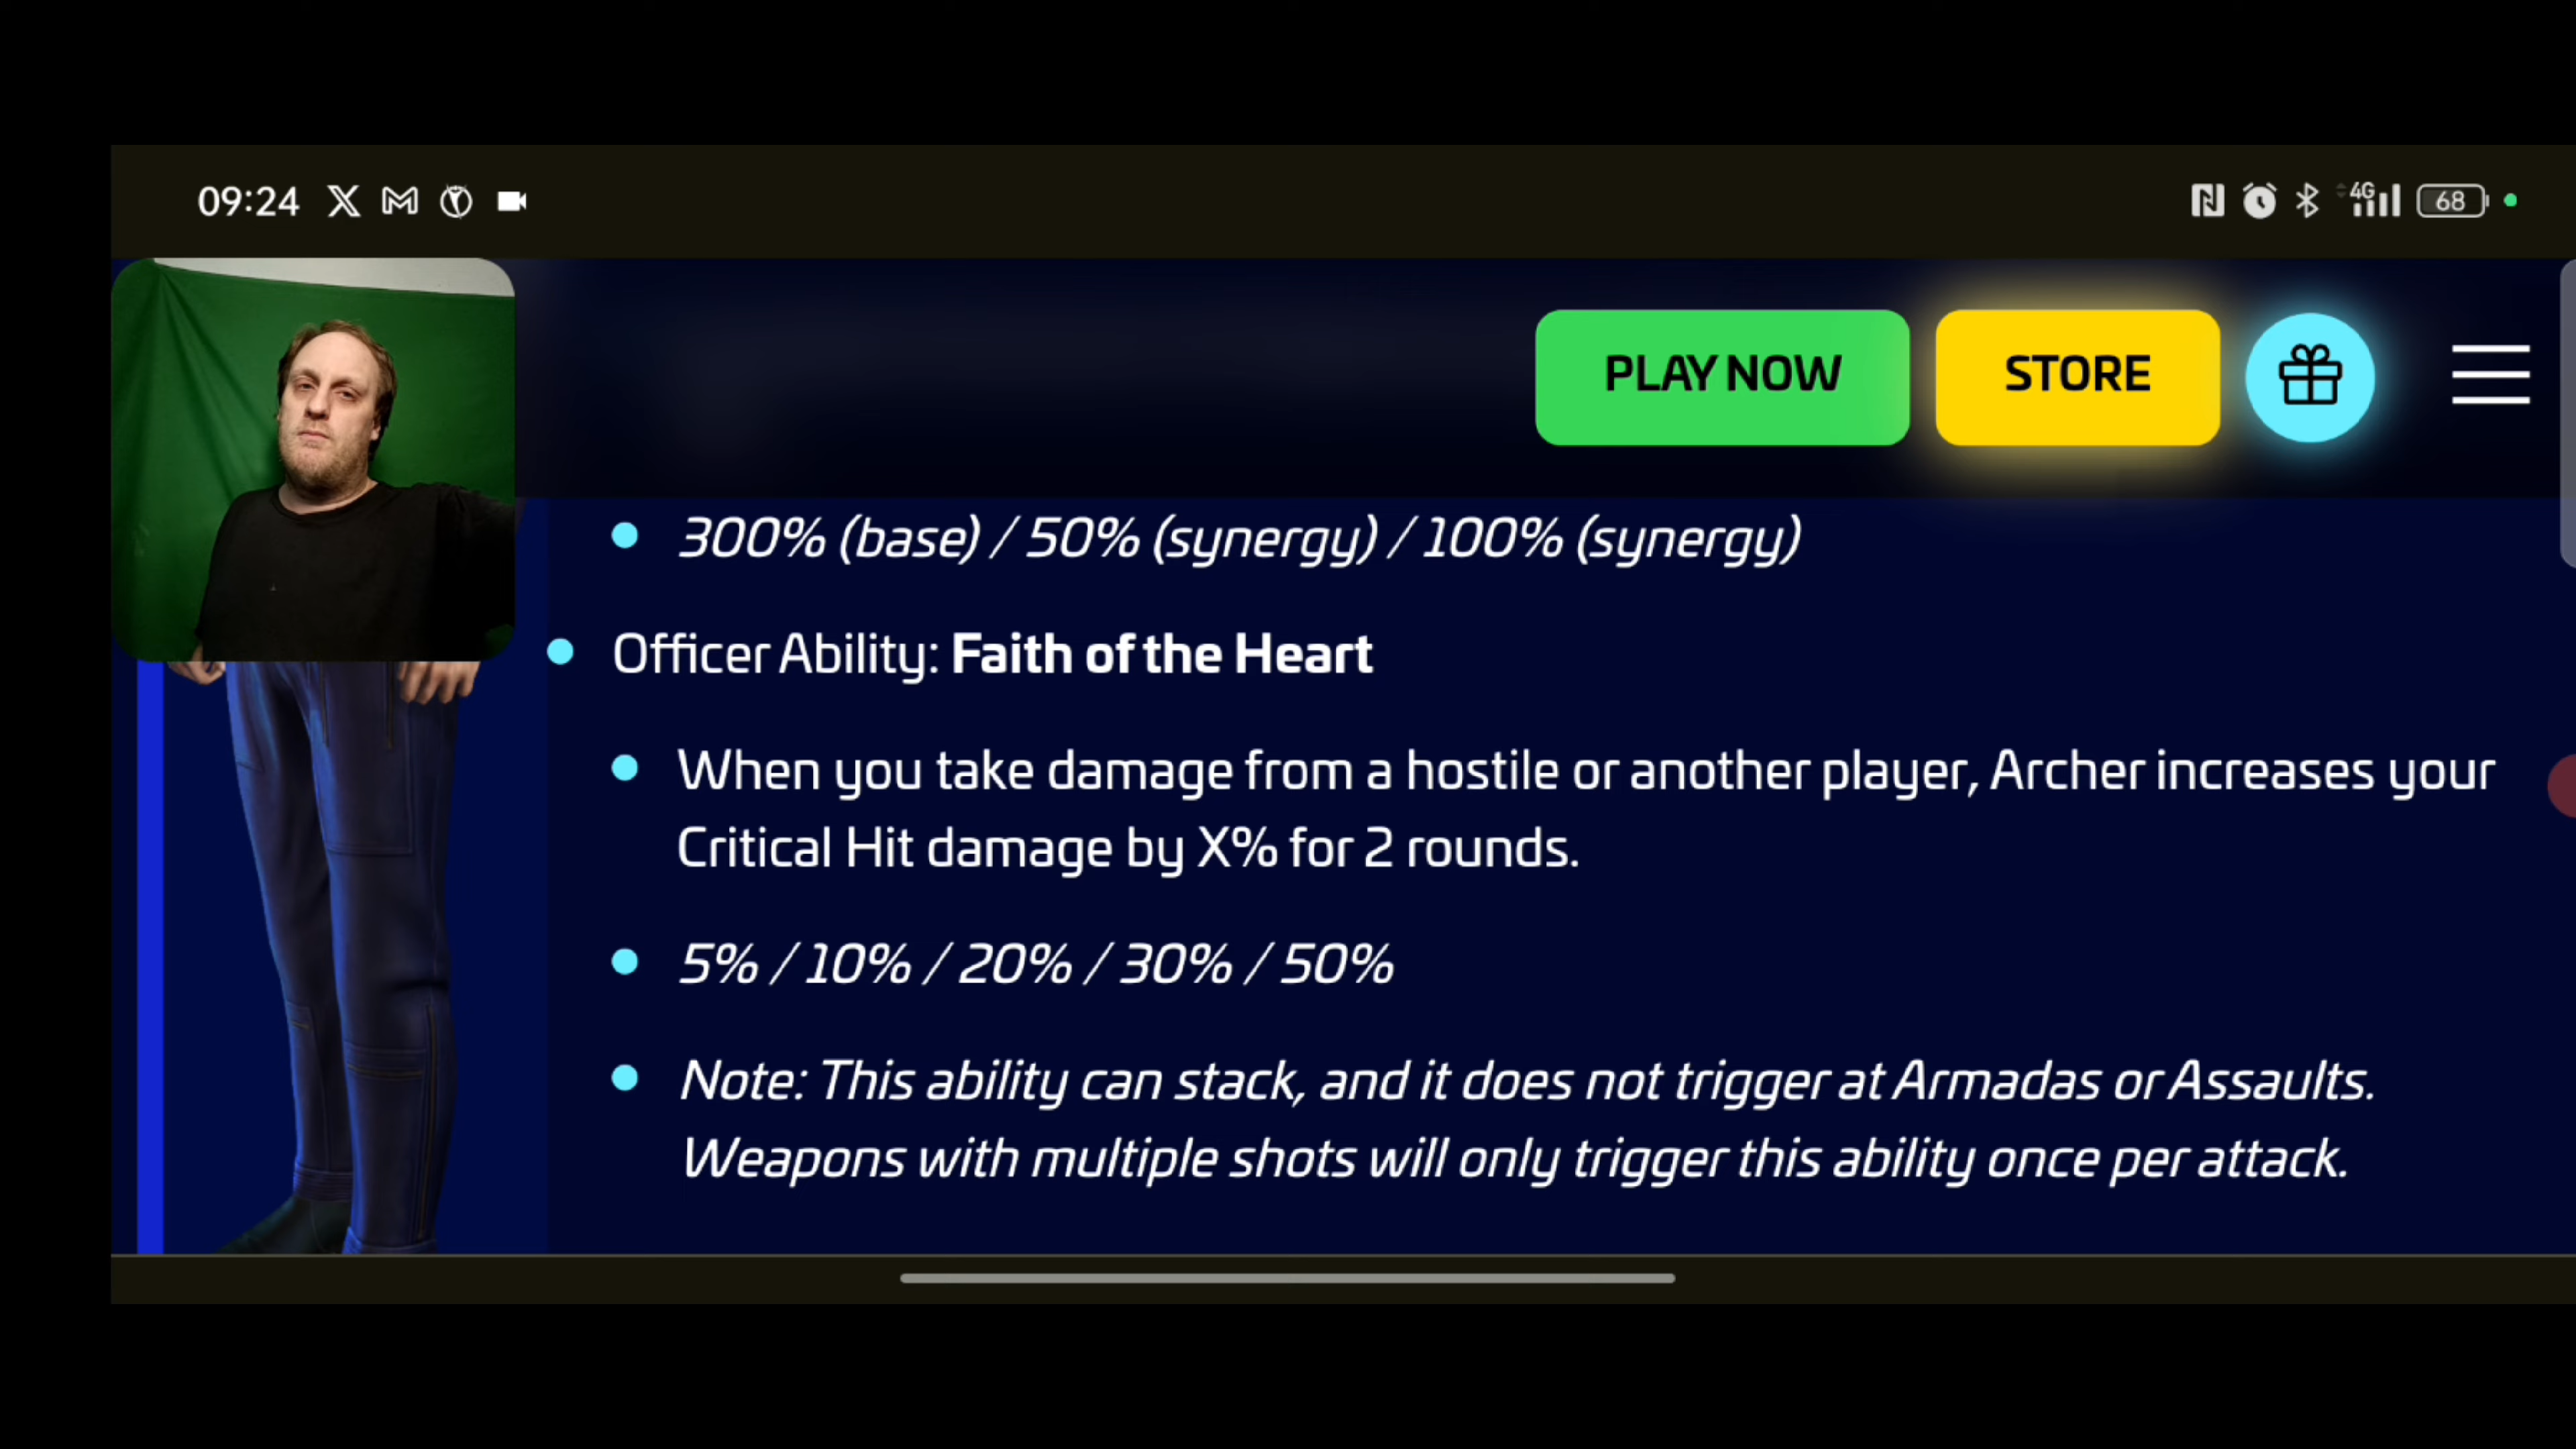 09:24
4G
68
PLAY NOW
STORE
300% (base) / 50% (synergy) / 100% (synergy)
Officer Ability: Faith of the Heart
When you take damage from a hostile or another player, Archer increases your
Critical Hit damage by X% for 2 rounds.
5% / 10% / 20% / 30% / 50%
Note: This ability can stack, and it does not trigger at Armadas or Assaults.
Weapons with multiple shots will only trigger this ability once per attack.